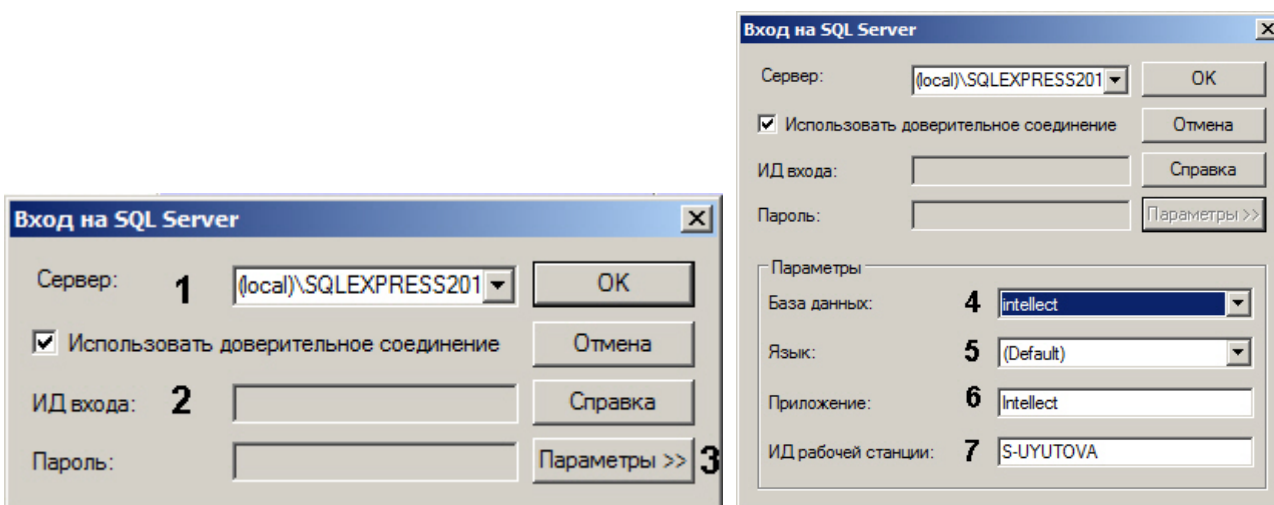 Вход на SQL Server
Сервер: 1 (local)\SQLEXPRESS201 OK
Использовать доверительное соединение Отмена
ИД входа: 2 Справка
Пароль: Параметры >> 3
Вход на SQL Server
Сервер: (local)\SQLEXPRESS201 OK
Использовать доверительное соединение Отмена
ИД входа: Справка
Пароль: Параметры >>
Параметры
База данных: 4 intellect
Язык: 5 (Default)
Приложение: 6 Intellect
ИД рабочей станции: 7 S-UYUTOVA